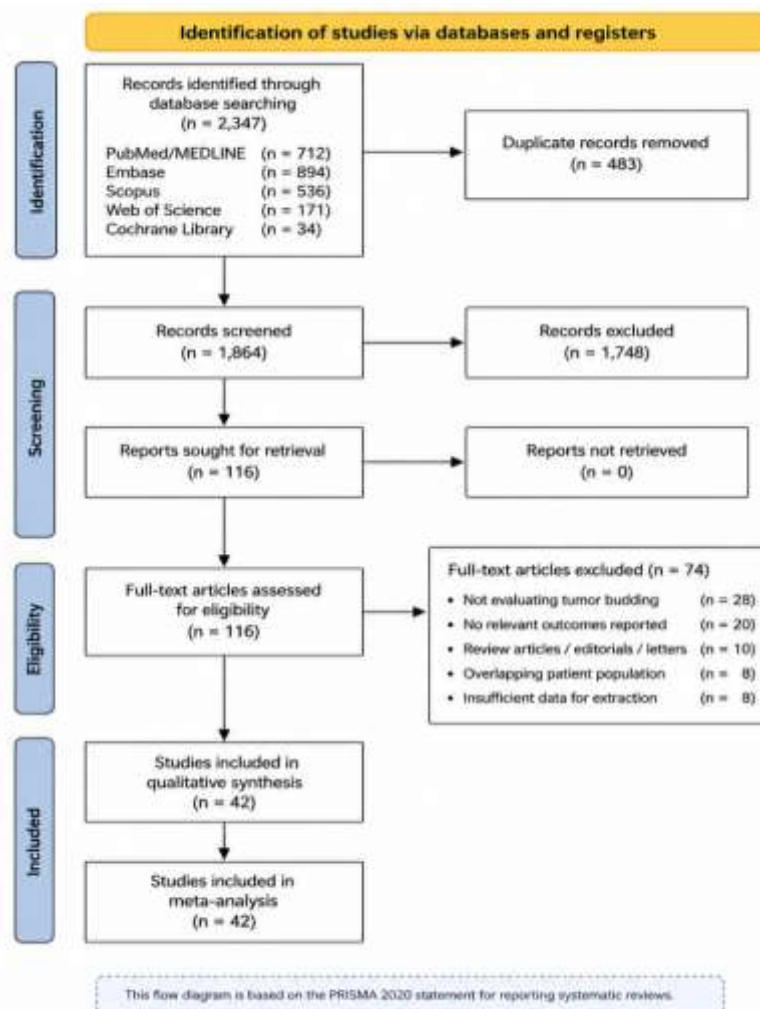 Identification of studies via databases and registers
Identification
Records identified through
database searching
(n = 2,347)
PubMed/MEDLINE (n = 712)
Embase (n = 894)
Scopus (n = 536)
Web of Science (n = 171)
Cochrane Library (n = 34)
Duplicate records removed
(n = 483)
Screening
Records screened
(n = 1,864)
Records excluded
(n = 1,748)
Reports sought for retrieval
(n = 116)
Reports not retrieved
(n = 0)
Eligibility
Full-text articles assessed
for eligibility
(n = 116)
Full-text articles excluded (n = 74)
• Not evaluating tumor budding (n = 28)
• No relevant outcomes reported (n = 20)
• Review articles / editorials / letters (n = 10)
• Overlapping patient population (n = 8)
• Insufficient data for extraction (n = 8)
Included
Studies included in
qualitative synthesis
(n = 42)
Studies included in
meta-analysis
(n = 42)
This flow diagram is based on the PRISMA 2020 statement for reporting systematic reviews.